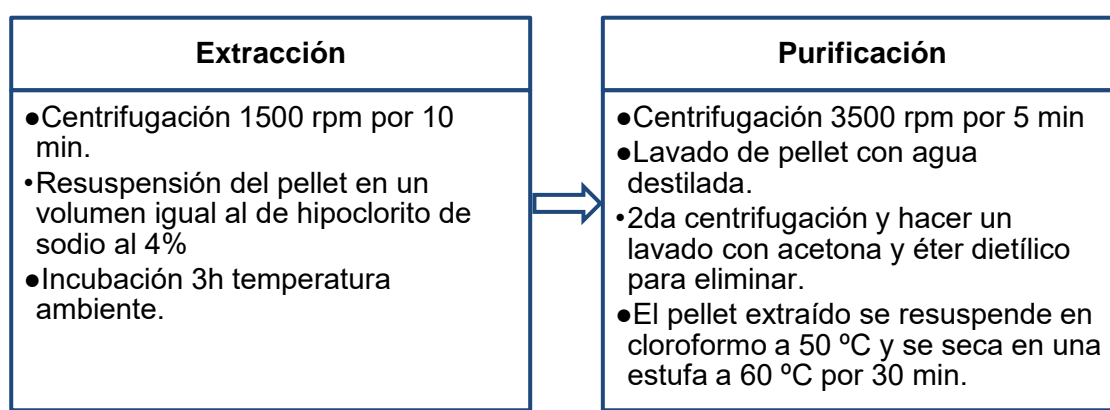 Extracción
●Centrifugación 1500 rpm por 10
min.
•Resuspensión del pellet en un
volumen igual al de hipoclorito de
sodio al 4%
●Incubación 3h temperatura
ambiente.
Purificación
●Centrifugación 3500 rpm por 5 min
●Lavado de pellet con agua
destilada.
•2da centrifugación y hacer un
lavado con acetona y éter dietílico
para eliminar.
●El pellet extraído se resuspende en
cloroformo a 50 ºC y se seca en una
estufa a 60 ºC por 30 min.